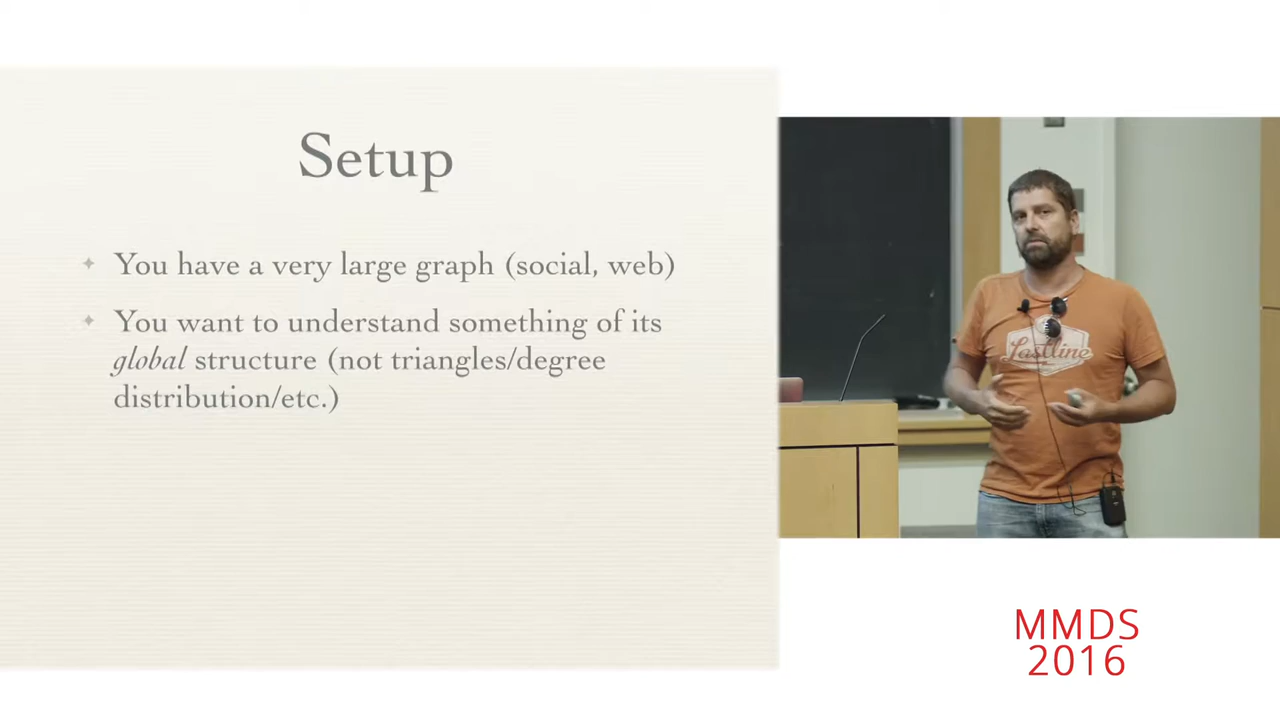 Setup
You have a very large graph (social, web)
You want to understand something of its
global structure (not triangles/degree
distribution/etc.)
Lastline
MMDS
2016